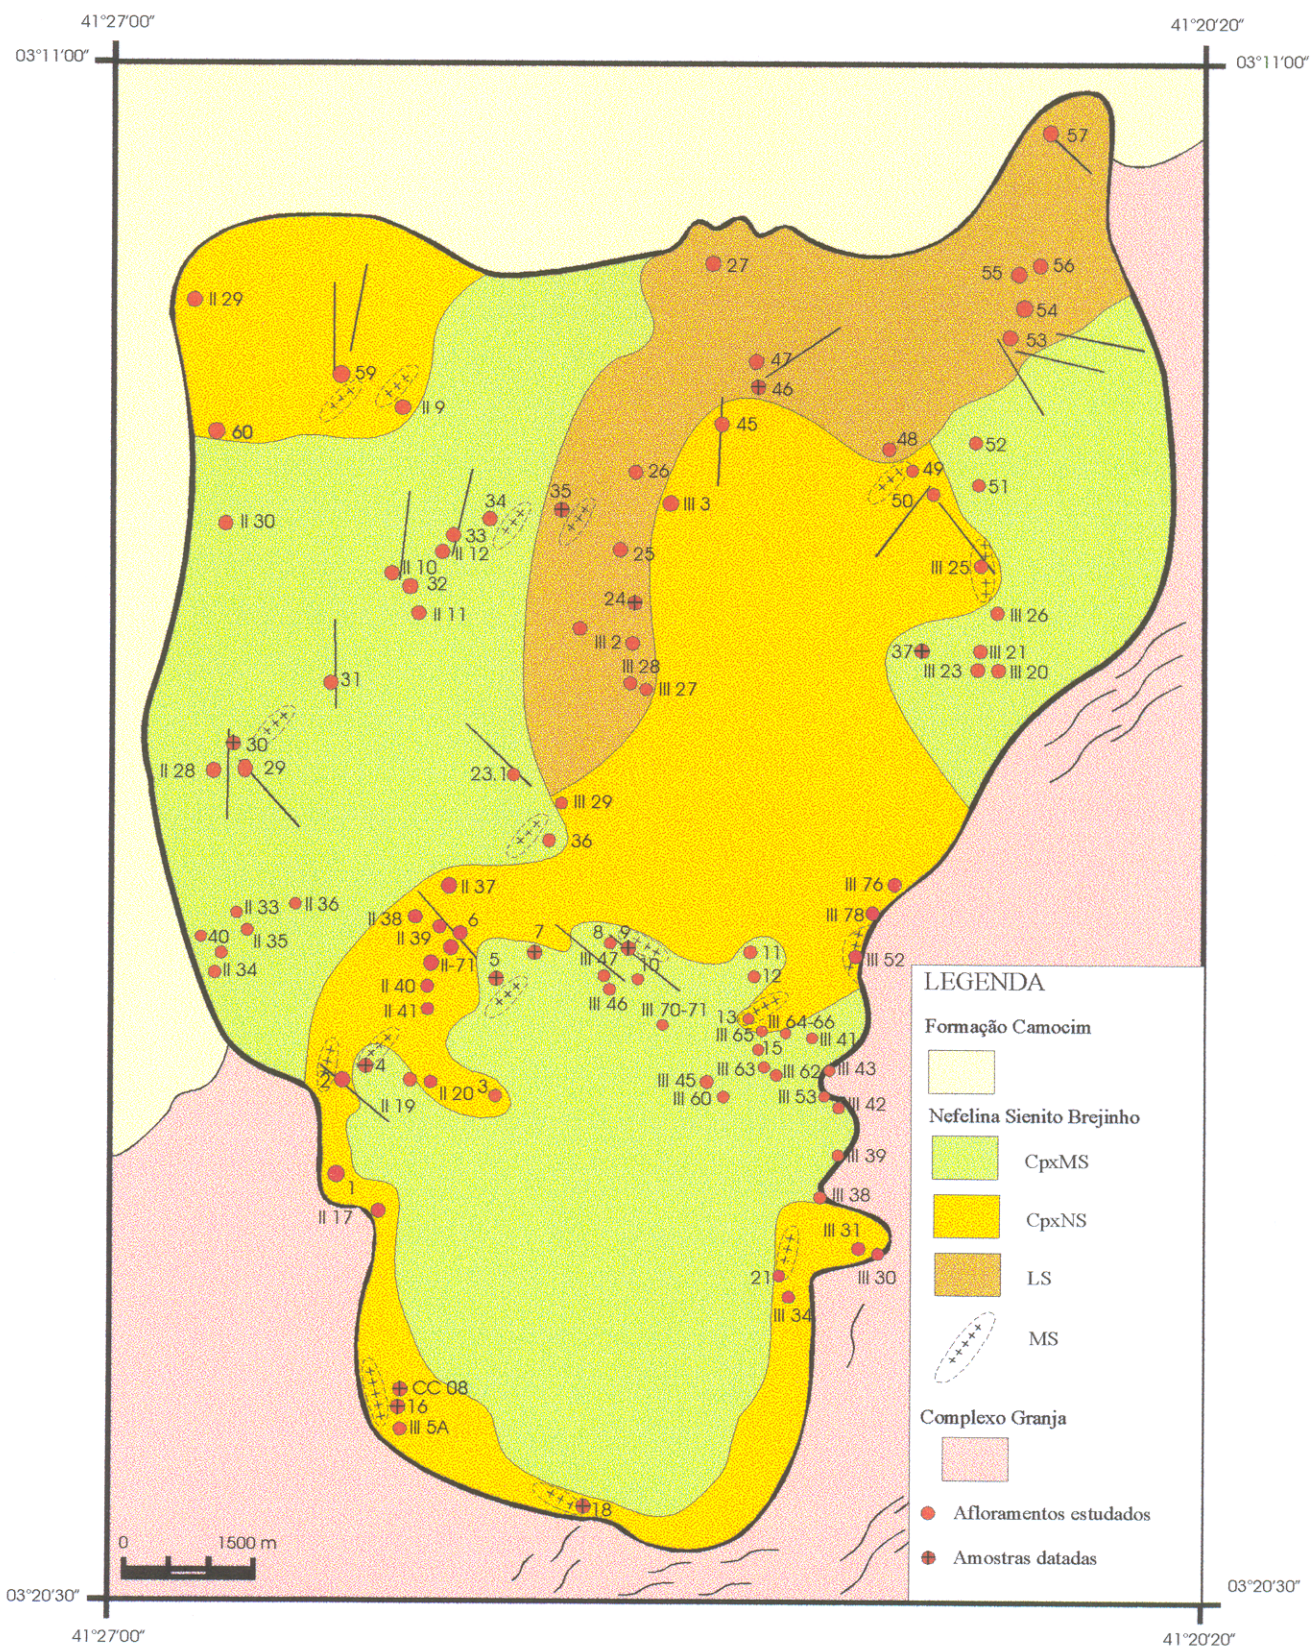 41°27'00"
41°20'20"
03°11'00"
03°11'00"
57
27
55
56
II 29
54
53
47
59
46
II 9
60
45
48
52
26
49
35
34
III 3
50
51
II 30
33
II 12
25
II 10
32
III 25
24
II 11
III 26
III 2
37
III 21
III 28
III 23
III 20
31
III 27
30
II 28
29
23.1
III 29
36
II 37
III 76
II 36
II 33
III 78
II 38
6
7
8
9
40
II 35
II 39
11
II-71
III 47
10
III 52
II 34
5
12
II 40
III 46
II 41
III 70-71
13
III 64-66
III 65
III 41
15
4
III 63
III 62
III 43
2
III 45
II 20
3
III 60
III 53
II 19
III 42
III 39
1
III 38
II 17
III 31
21
III 30
III 34
CC 08
16
III 5A
18
LEGENDA
Formação Camocim
Nefelina Sienito Brejinho
CpxMS
CpxNS
LS
MS
Complexo Granja
Afloramentos estudados
Amostras datadas
0 1500 m
03°20'30"
03°20'30"
41°27'00"
41°20'20"